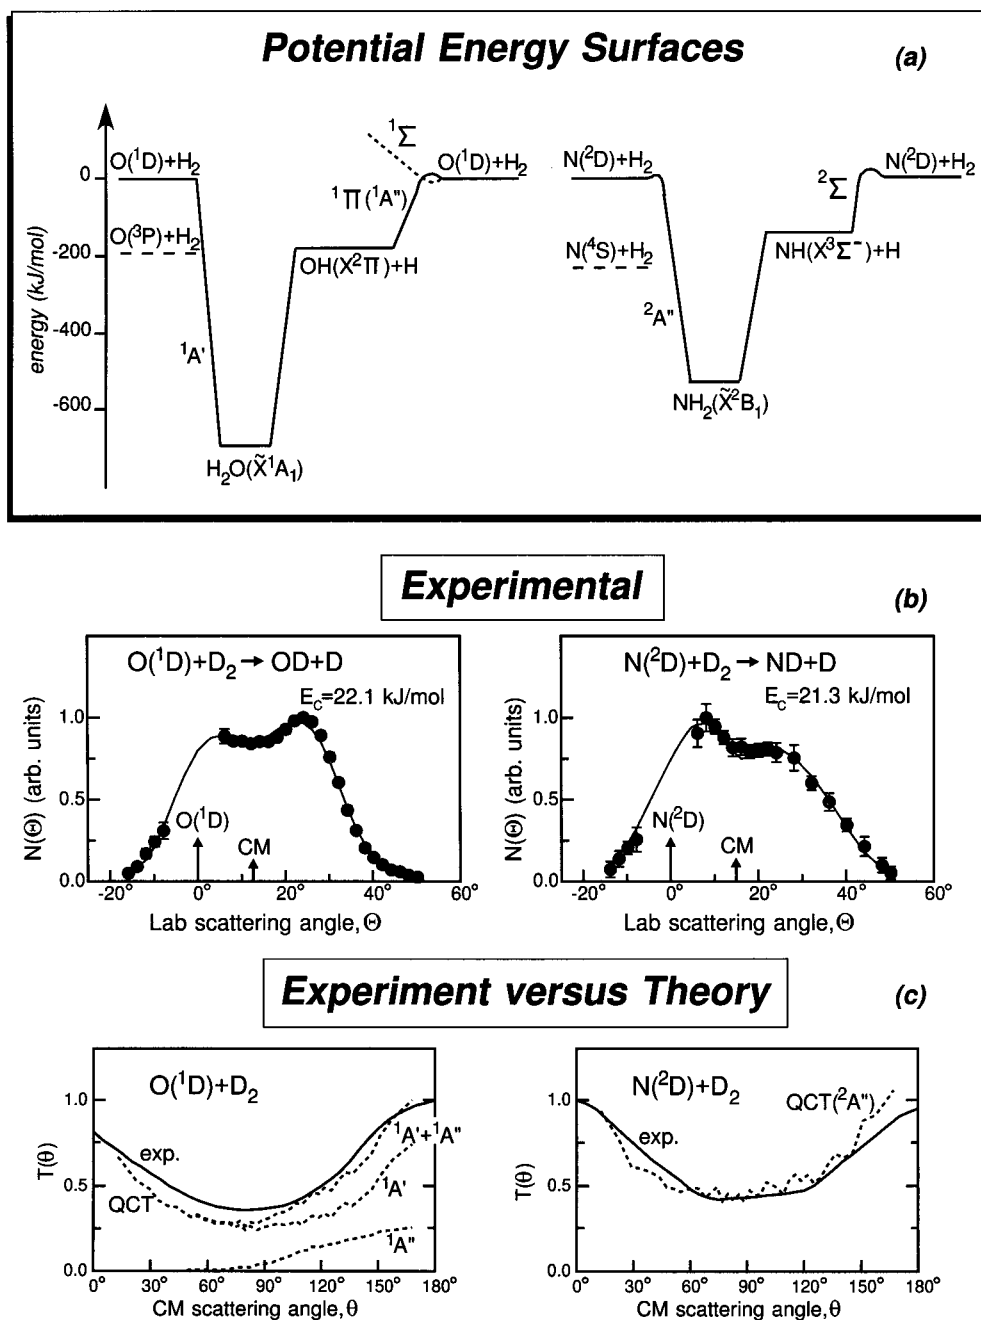 Potential Energy Surfaces
(a)
energy (kJ/mol)
0
-200
-400
-600
O(¹D)+H₂
O(³P)+H₂
¹A'
H₂O(X̃¹A₁)
OH(X²Π)+H
¹Π(¹A")
¹Σ
O(¹D)+H₂
N(²D)+H₂
N(⁴S)+H₂
²A"
NH₂(X̃²B₁)
NH(X³Σ⁻)+H
²Σ
N(²D)+H₂
Experimental
(b)
O(¹D)+D₂ → OD+D
E_c=22.1 kJ/mol
N(Θ) (arb. units)
1.0
0.5
0.0
O(¹D)
CM
-20° 0° 20° 40° 60°
Lab scattering angle, Θ
N(²D)+D₂ → ND+D
E_c=21.3 kJ/mol
N(Θ) (arb. units)
1.0
0.5
0.0
N(²D)
CM
-20° 0° 20° 40° 60°
Lab scattering angle, Θ
Experiment versus Theory
(c)
O(¹D)+D₂
T(θ)
1.0
0.5
0.0
exp.
QCT
¹A'+¹A"
¹A'
¹A"
0° 30° 60° 90° 120° 150° 180°
CM scattering angle, θ
N(²D)+D₂
QCT(²A")
T(θ)
1.0
0.5
0.0
exp.
0° 30° 60° 90° 120° 150° 180°
CM scattering angle, θ